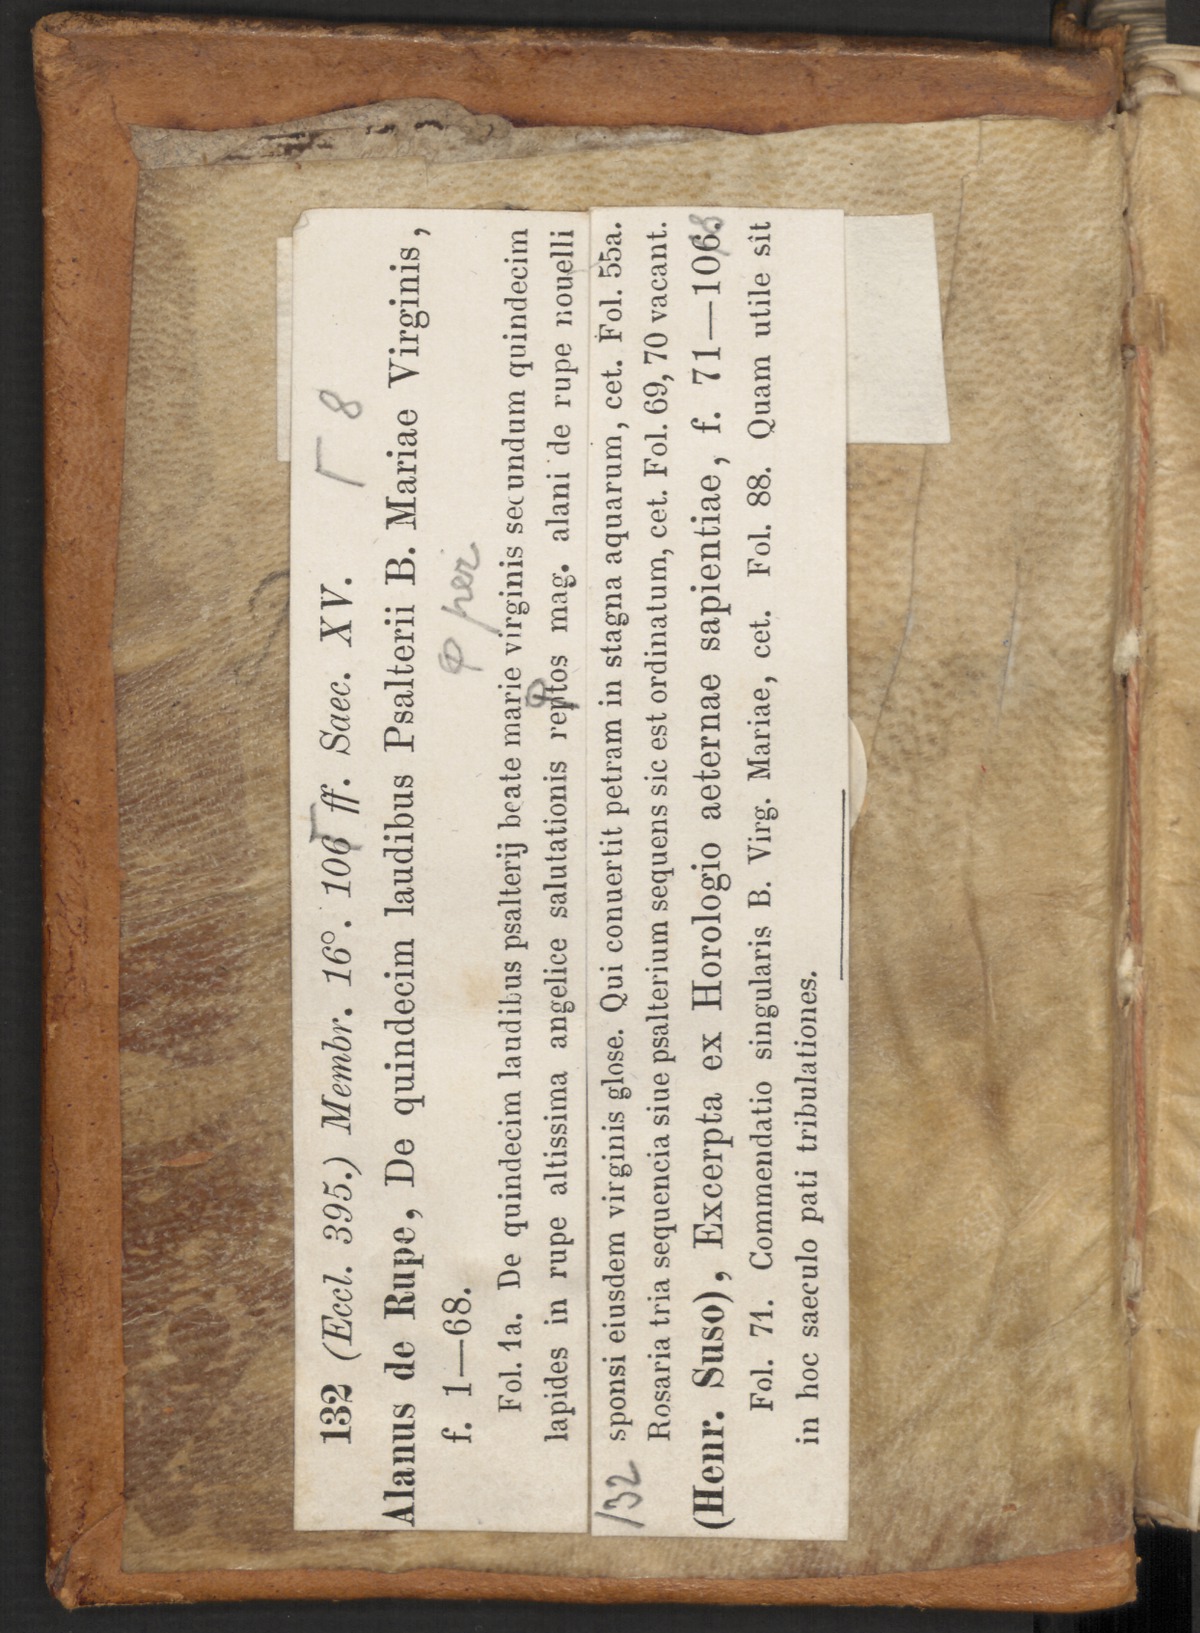 132 (Eccl. 395.) Membr. 16°. 106 ff. Saec. XV.
Γ 8
Alanus de Rupe, De quindecim laudibus Psalterii B. Mariae Virginis,
f. 1—68.
per
Fol. 1a. De quindecim laudibus psalterij beate marie virginis secundum quindecim
lapides in rupe altissima angelice salutationis reptos mag. alani de rupe nouelli
sponsi eiusdem virginis glose. Qui conuertit petram in stagna aquarum, cet. Fol. 55a.
Rosaria tria sequencia siue psalterium sequens sic est ordinatum, cet. Fol. 69, 70 vacant.
132
(Henr. Suso), Excerpta ex Horologio aeternae sapientiae, f. 71—106.
8
Fol. 71. Commendatio singularis B. Virg. Mariae, cet. Fol. 88. Quam utile sit
in hoc saeculo pati tribulationes.